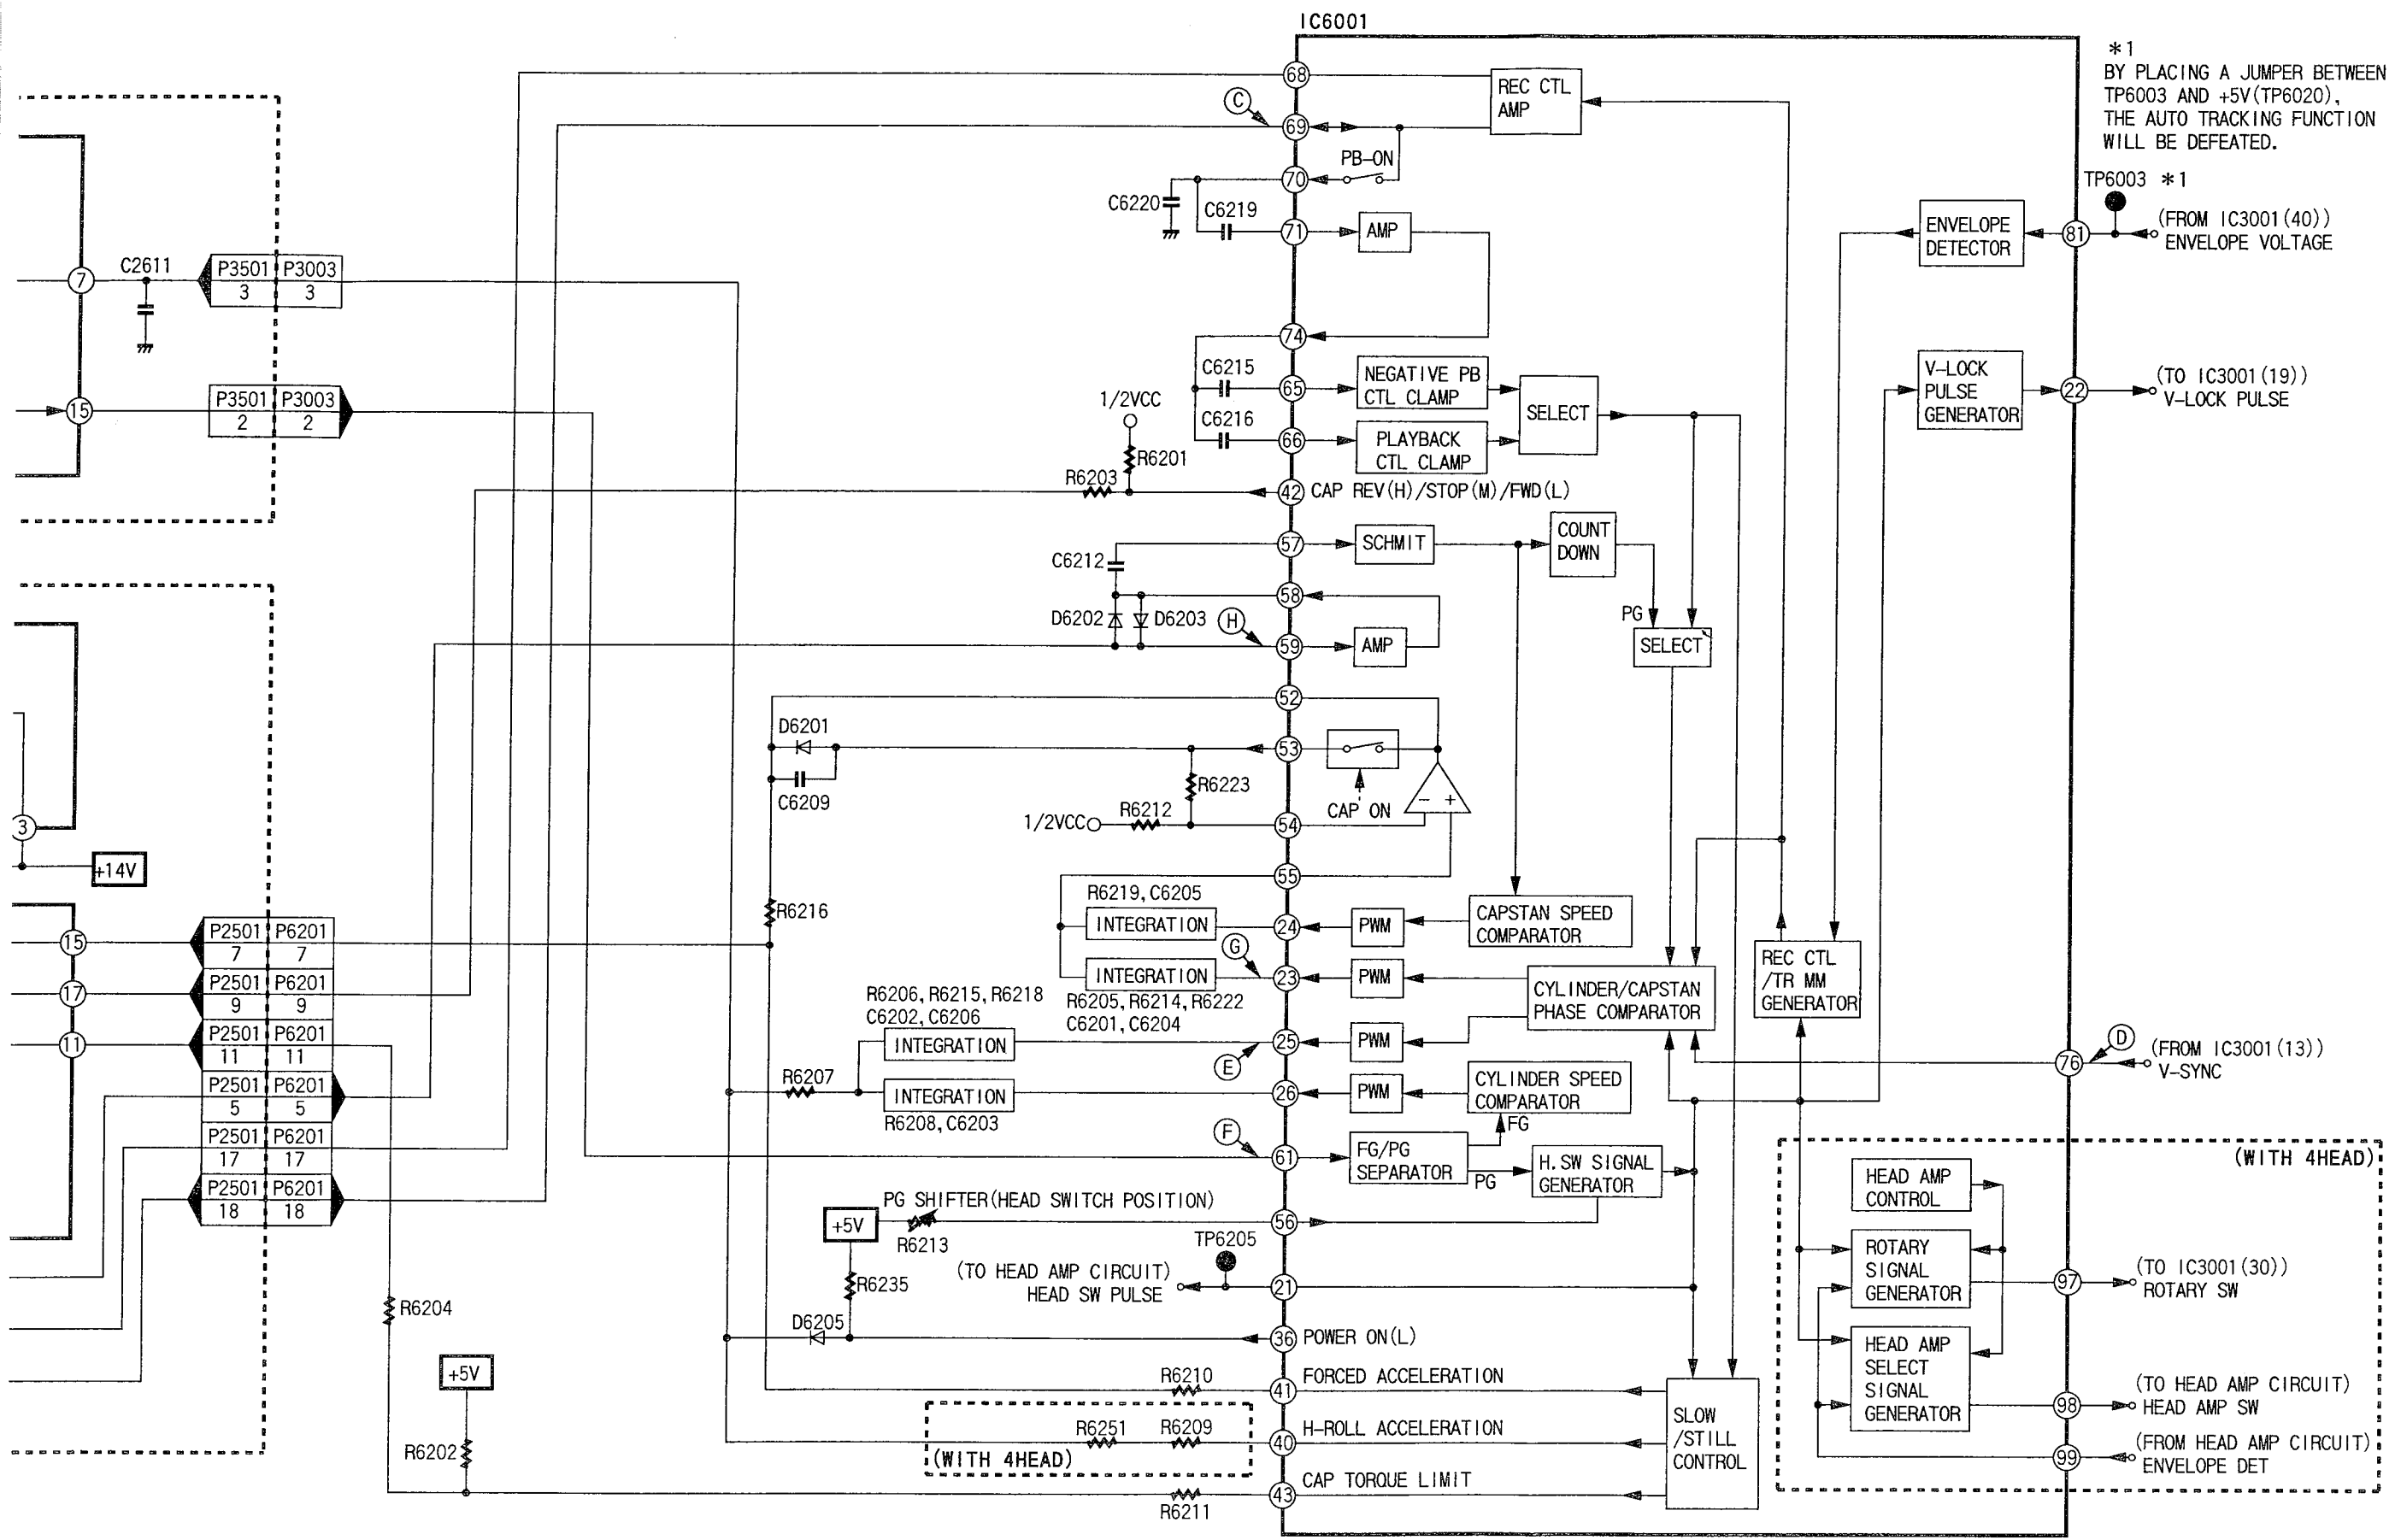 IC6001
*1
BY PLACING A JUMPER BETWEEN
TP6003 AND +5V(TP6020),
THE AUTO TRACKING FUNCTION
WILL BE DEFEATED.
68
REC CTL
AMP
C
69
PB-ON
70
C6220
C6219
71
AMP
TP6003 *1
ENVELOPE
DETECTOR
81
(FROM IC3001(40))
ENVELOPE VOLTAGE
7
C2611
P3501
3
P3003
3
74
C6215
65
NEGATIVE PB
CTL CLAMP
SELECT
V-LOCK
PULSE
GENERATOR
22
(TO IC3001(19))
V-LOCK PULSE
15
P3501
2
P3003
2
1/2VCC
C6216
66
PLAYBACK
CTL CLAMP
R6201
R6203
42
CAP REV(H)/STOP(M)/FWD(L)
57
SCHMIT
COUNT
DOWN
C6212
58
D6202
D6203
H
59
AMP
PG
SELECT
52
D6201
53
C6209
R6223
CAP ON
- +
1/2VCC
R6212
54
3
+14V
55
R6219, C6205
INTEGRATION
24
PWM
CAPSTAN SPEED
COMPARATOR
R6216
15
P2501
7
P6201
7
G
INTEGRATION
23
PWM
CYLINDER/CAPSTAN
PHASE COMPARATOR
REC CTL
/TR MM
GENERATOR
17
P2501
9
P6201
9
R6206, R6215, R6218
C6202, C6206
R6205, R6214, R6222
C6201, C6204
11
P2501
11
P6201
11
INTEGRATION
E
25
PWM
76
D
(FROM IC3001(13))
V-SYNC
P2501
5
P6201
5
R6207
INTEGRATION
R6208, C6203
26
PWM
CYLINDER SPEED
COMPARATOR
FG
P2501
17
P6201
17
F
61
FG/PG
SEPARATOR
PG
H.SW SIGNAL
GENERATOR
(WITH 4HEAD)
HEAD AMP
CONTROL
P2501
18
P6201
18
PG SHIFTER(HEAD SWITCH POSITION)
+5V
R6213
56
TP6205
(TO HEAD AMP CIRCUIT)
HEAD SW PULSE
21
ROTARY
SIGNAL
GENERATOR
97
(TO IC3001(30))
ROTARY SW
R6235
R6204
D6205
36
POWER ON(L)
HEAD AMP
SELECT
SIGNAL
GENERATOR
98
(TO HEAD AMP CIRCUIT)
HEAD AMP SW
+5V
R6210
41
FORCED ACCELERATION
SLOW
/STILL
CONTROL
R6202
R6251
R6209
(WITH 4HEAD)
40
H-ROLL ACCELERATION
99
(FROM HEAD AMP CIRCUIT)
ENVELOPE DET
R6211
43
CAP TORQUE LIMIT